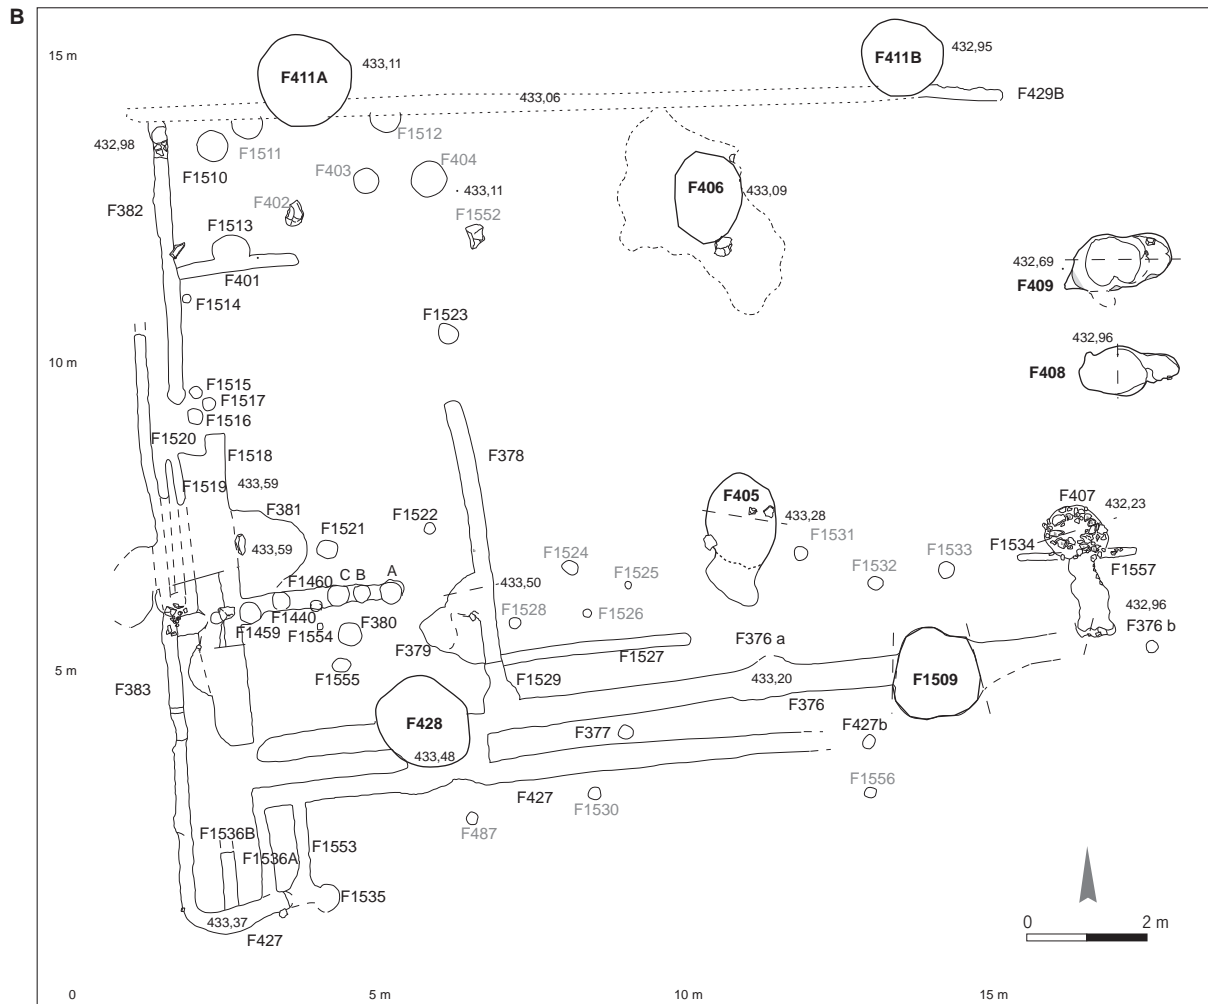 B
15 m
F411A
433,11
F411B
432,95
433,06
F429B
432,98
F1511
F1512
F1510
F403
F404
433,11
F406
433,09
F382
F402
F1552
F1513
F401
432,69
F409
F1514
F1523
432,96
F408
10 m
F1515
F1517
F1516
F1520
F1518
F378
F1519
433,59
F405
F407
432,23
F381
F1522
433,28
F1521
F1531
F1534
433,59
F1524
F1533
F1557
F1532
C B A
F1460
433,50
F1525
432,96
F1440
F1528
F1526
F1459
F1554
F380
F376 b
F379
F376 a
F1527
5 m
F1555
F1529
433,20
F1509
F383
F376
F428
F377
F427b
433,48
F1556
F427
F1530
F487
F1536B
F1553
F1536A
F1535
433,37
F427
0 2 m
0 5 m 10 m 15 m